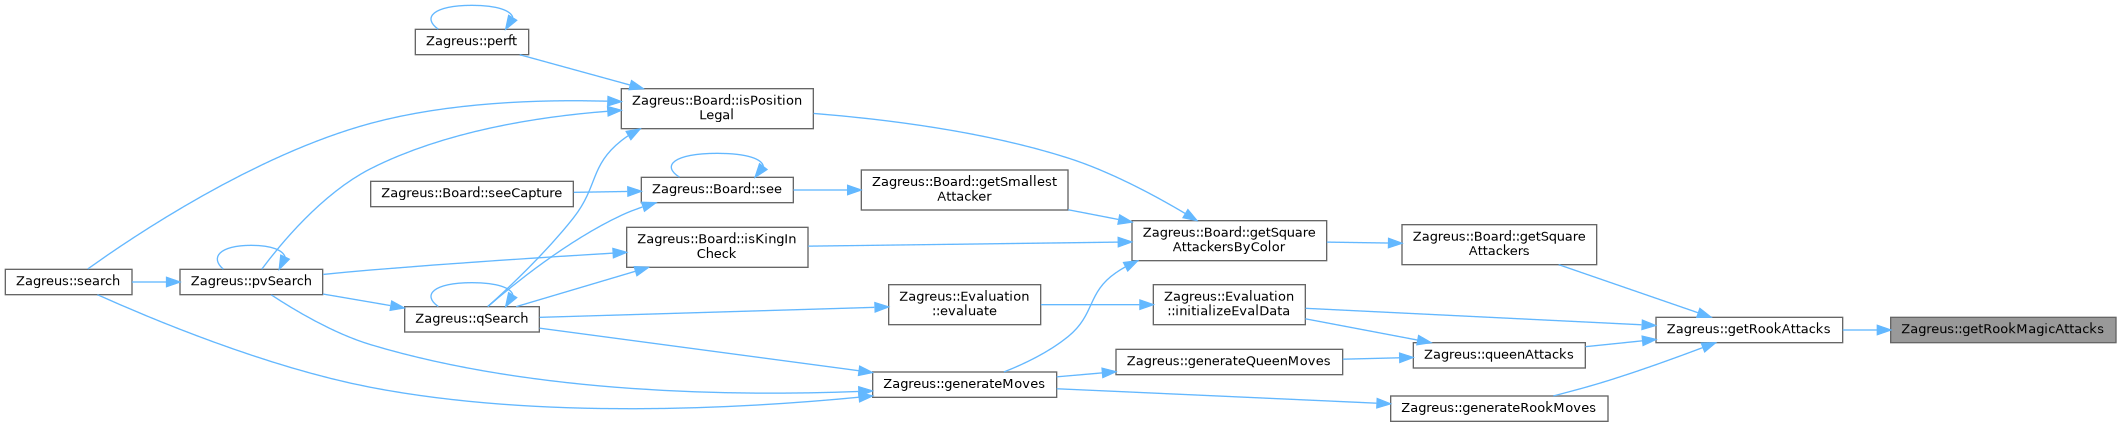 Zagreus::perft
Zagreus::Board::isPosition
Legal
Zagreus::Board::seeCapture
Zagreus::Board::see
Zagreus::Board::getSmallest
Attacker
Zagreus::Board::isKingIn
Check
Zagreus::Board::getSquare
AttackersByColor
Zagreus::Board::getSquare
Attackers
Zagreus::search
Zagreus::pvSearch
Zagreus::qSearch
Zagreus::Evaluation
::evaluate
Zagreus::Evaluation
::initializeEvalData
Zagreus::getRookAttacks
Zagreus::getRookMagicAttacks
Zagreus::queenAttacks
Zagreus::generateQueenMoves
Zagreus::generateMoves
Zagreus::generateRookMoves